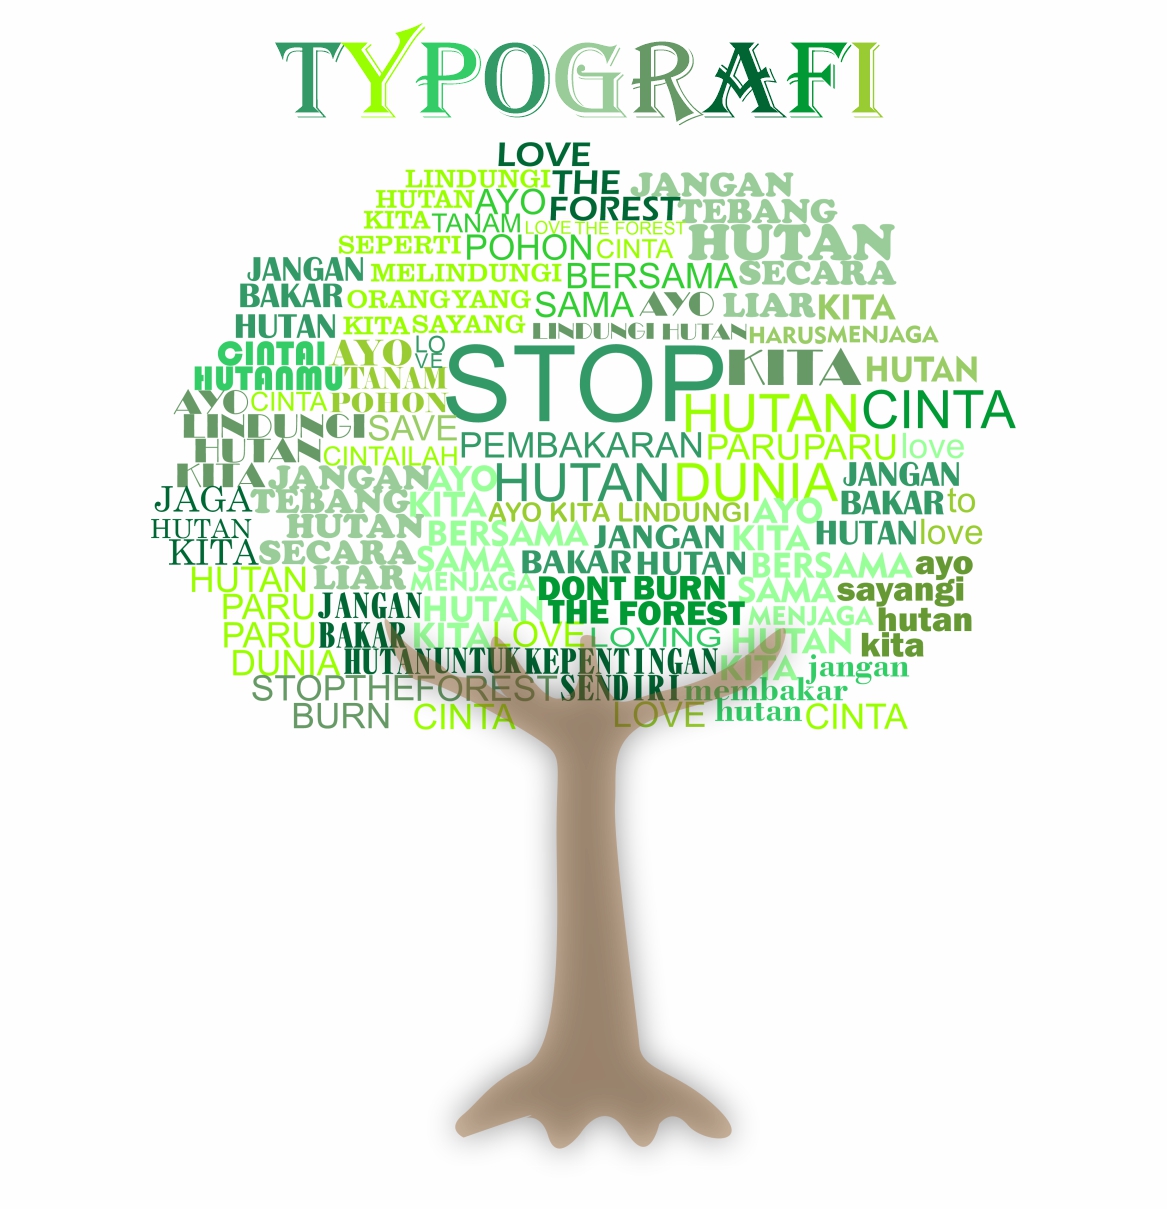 TYPOGRAFI
LOVE
THE
FOREST
LINDUNGI
HUTAN
KITA
SEPERTI
MELINDUNGI
ORANG YANG
KITA SAYANG
AYO
TANAM
POHON
LOVE THE FOREST
CINTA
BERSAMA
SAMA
JANGAN
TEBANG
HUTAN
SECARA
LIAR
JANGAN
BAKAR
HUTAN
AYO
LINDUNGI HUTAN
KITA
KITA
HARUS MENJAGA
HUTAN
CINTAI
HUTANMU
AYO
TANAM
POHON
LO
VE
STOP
PEMBAKARAN
HUTAN
HUTAN
PARUPARU
DUNIA
CINTA
love
to
love
AYO
LINDUNGI
HUTAN
KITA
CINTA
SAVE
CINTAILAH
JANGAN
TEBANG
HUTAN
SECARA
LIAR
AYO
KITA
BERSAMA
SAMA
MENJAGA
HUTAN
KITA
AYO KITA LINDUNGI
JANGAN
BAKAR HUTAN
JANGAN
BAKAR
HUTAN
AYO
KITA
BERSAMA
SAMA
MENJAGA
HUTAN
KITA
JAGA
HUTAN
KITA
DONT BURN
THE FOREST
ayo
sayangi
hutan
kita
HUTAN
PARU
PARU
DUNIA
JANGAN
BAKAR
HUTAN UNTUK KEPENTINGAN
SENDIRI
LOVE
LOVING
jangan
membakar
hutan
STOPTHEFOREST
BURN
CINTA
LOVE
CINTA